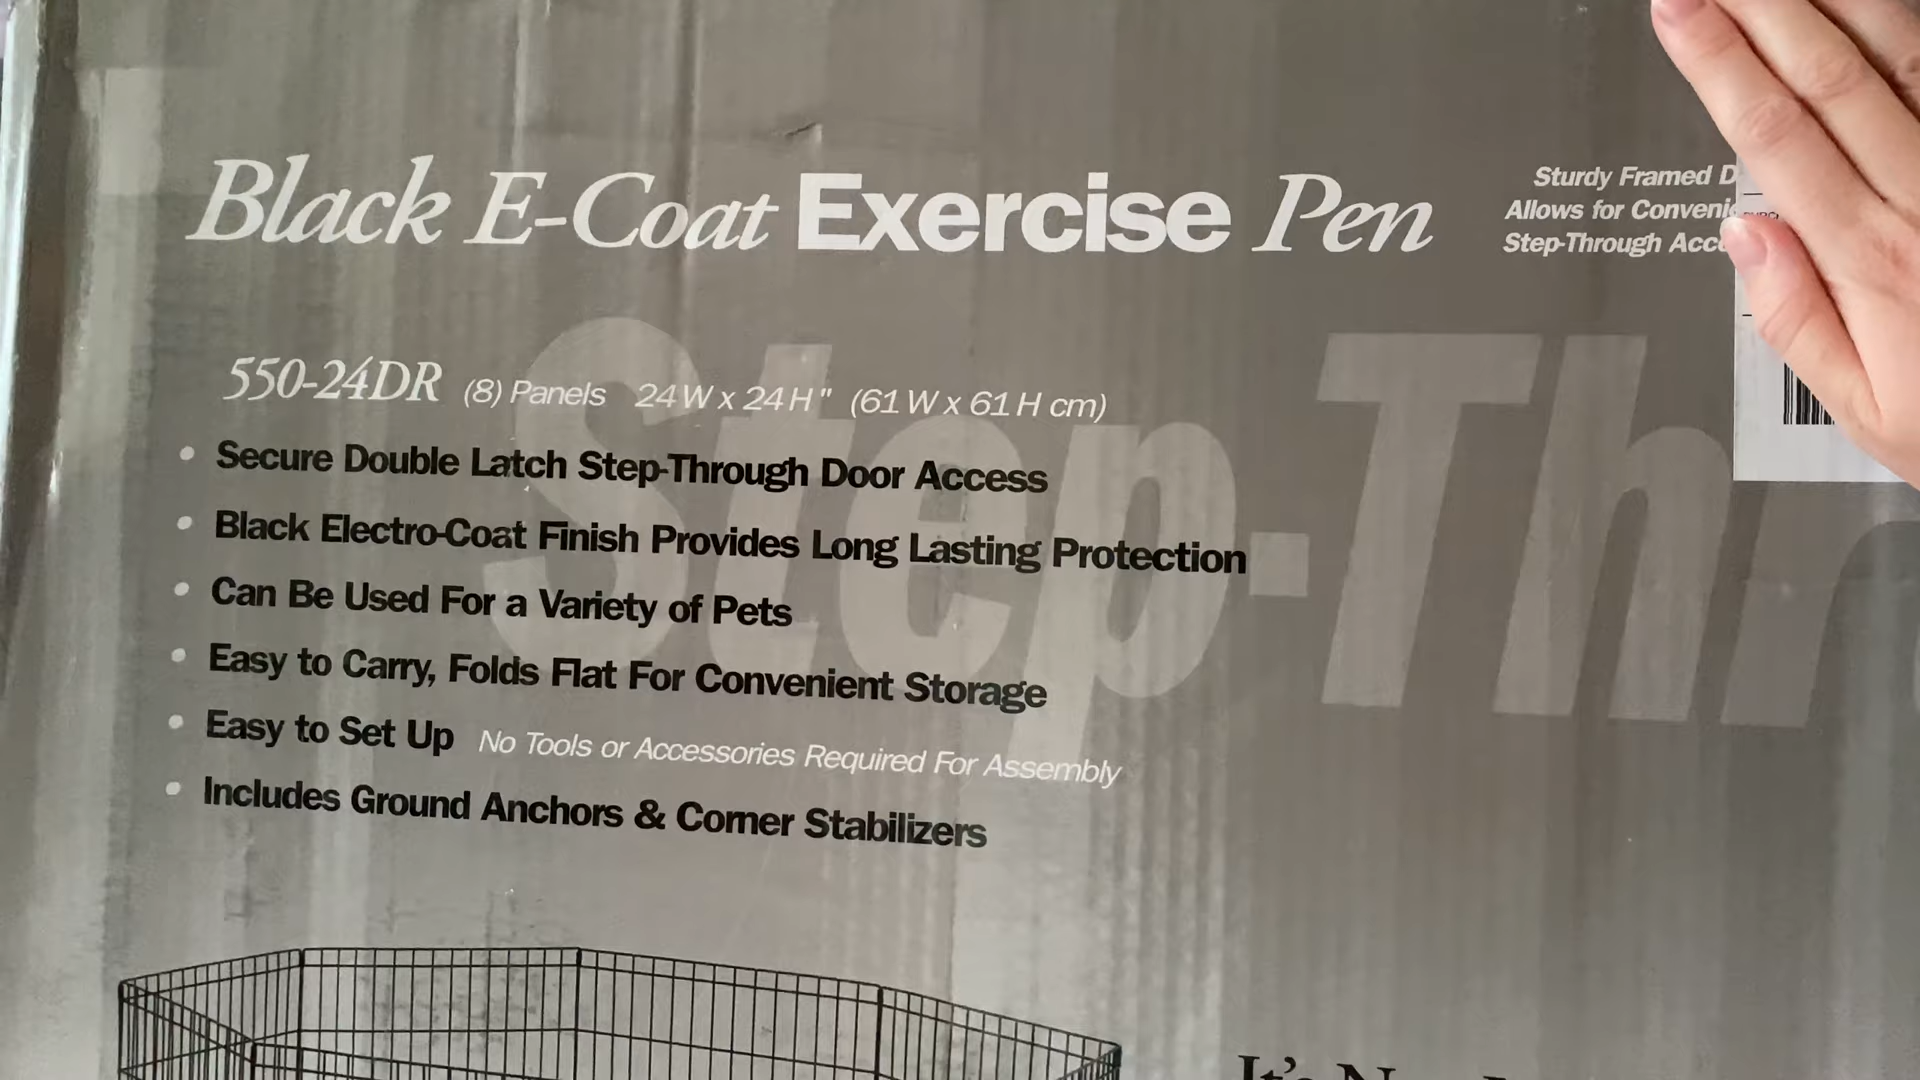 Black E-Coat Exercise Pen
Sturdy Framed
Allows for
Step-Through
550-24DR (8) Panels 24 W x 24 H " (61 W x 61 H cm)
Step-Thr
• Secure Double Latch Step-Through Door Access
• Black Electro-Coat Finish Provides Long Lasting Protection
• Can Be Used For a Variety of Pets
• Easy to Carry, Folds Flat For Convenient Storage
• Easy to Set Up No Tools or Accessories Required For Assembly
• Includes Ground Anchors & Corner Stabilizers
It's